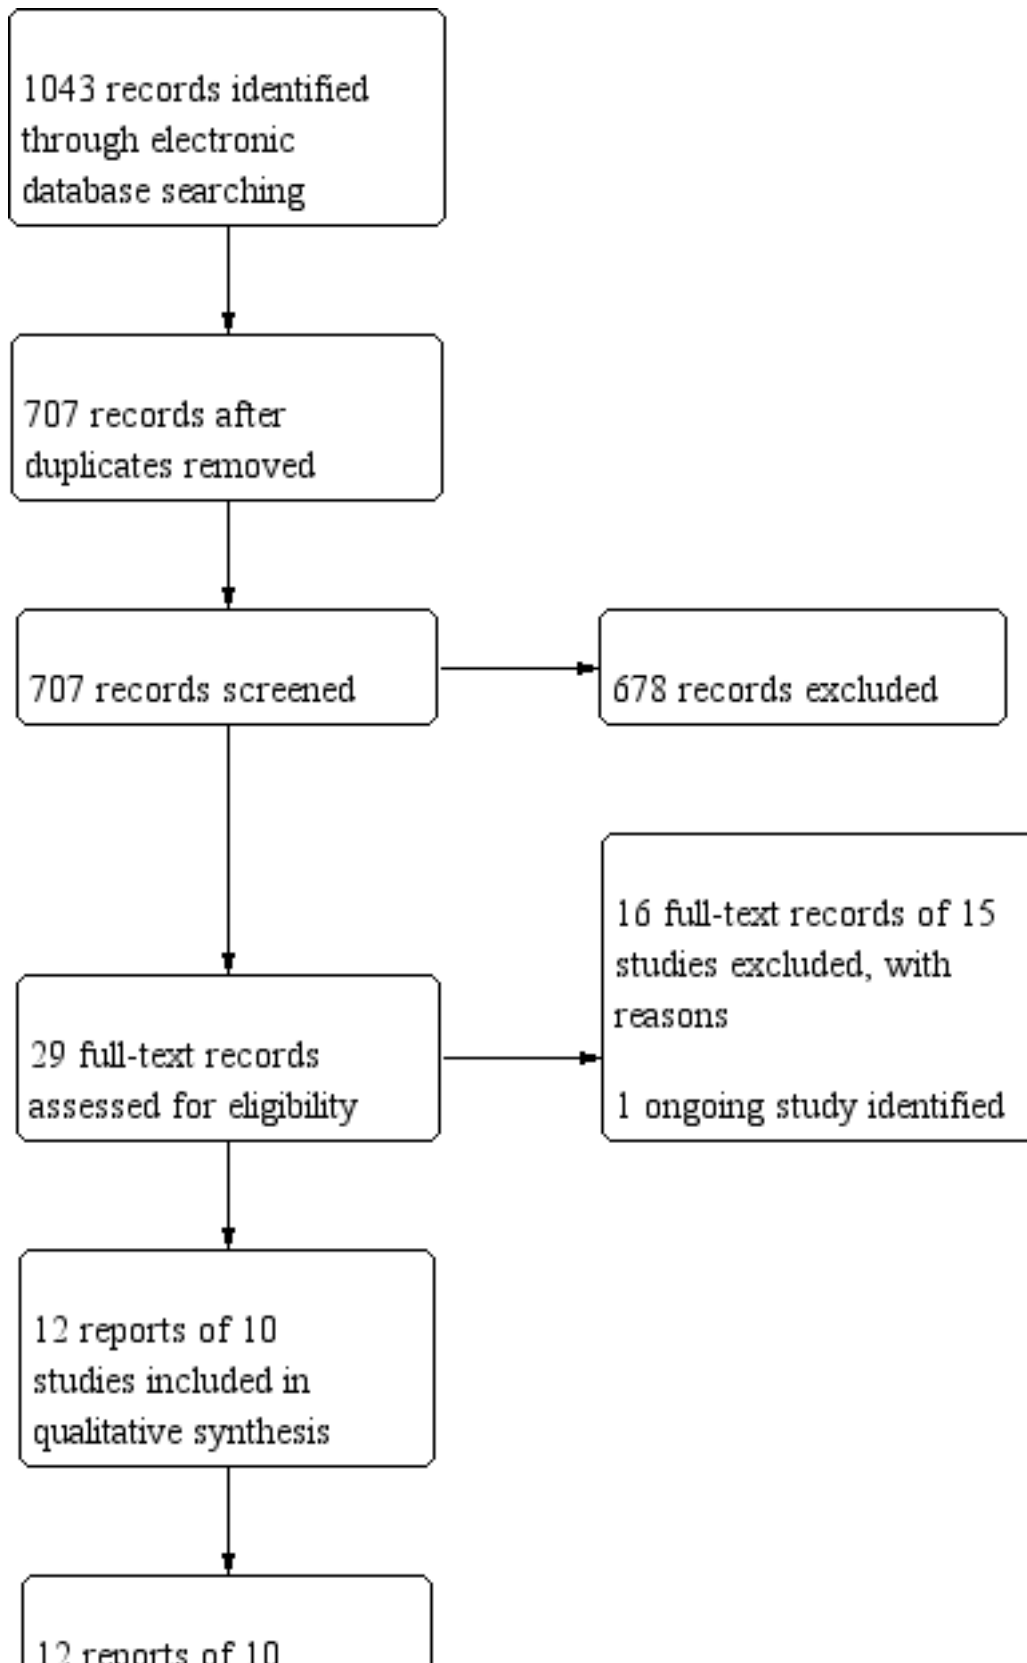 1043 records identified
through electronic
database searching
707 records after
duplicates removed
707 records screened
678 records excluded
16 full-text records of 15
studies excluded, with
reasons
1 ongoing study identified
29 full-text records
assessed for eligibility
12 reports of 10
studies included in
qualitative synthesis
12 reports of 10